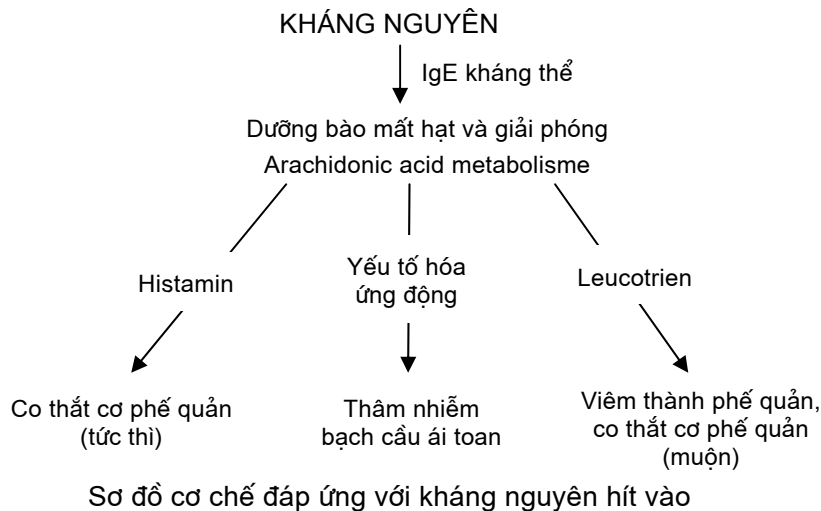 KHÁNG NGUYÊN
IgE kháng thể
Dưỡng bào mất hạt và giải phóng
Arachidonic acid metabolisme
Histamin
Yếu tố hóa
ứng động
Leucotrien
Co thắt cơ phế quản
(tức thì)
Thâm nhiễm
bạch cầu ái toan
Viêm thành phế quản,
co thắt cơ phế quản
(muộn)
Sơ đồ cơ chế đáp ứng với kháng nguyên hít vào